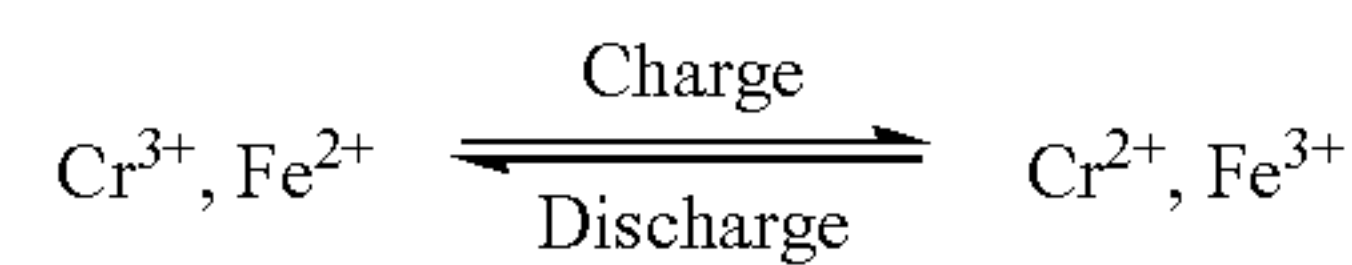 Charge
Cr³⁺, Fe²⁺ ⇌ Cr²⁺, Fe³⁺
Discharge